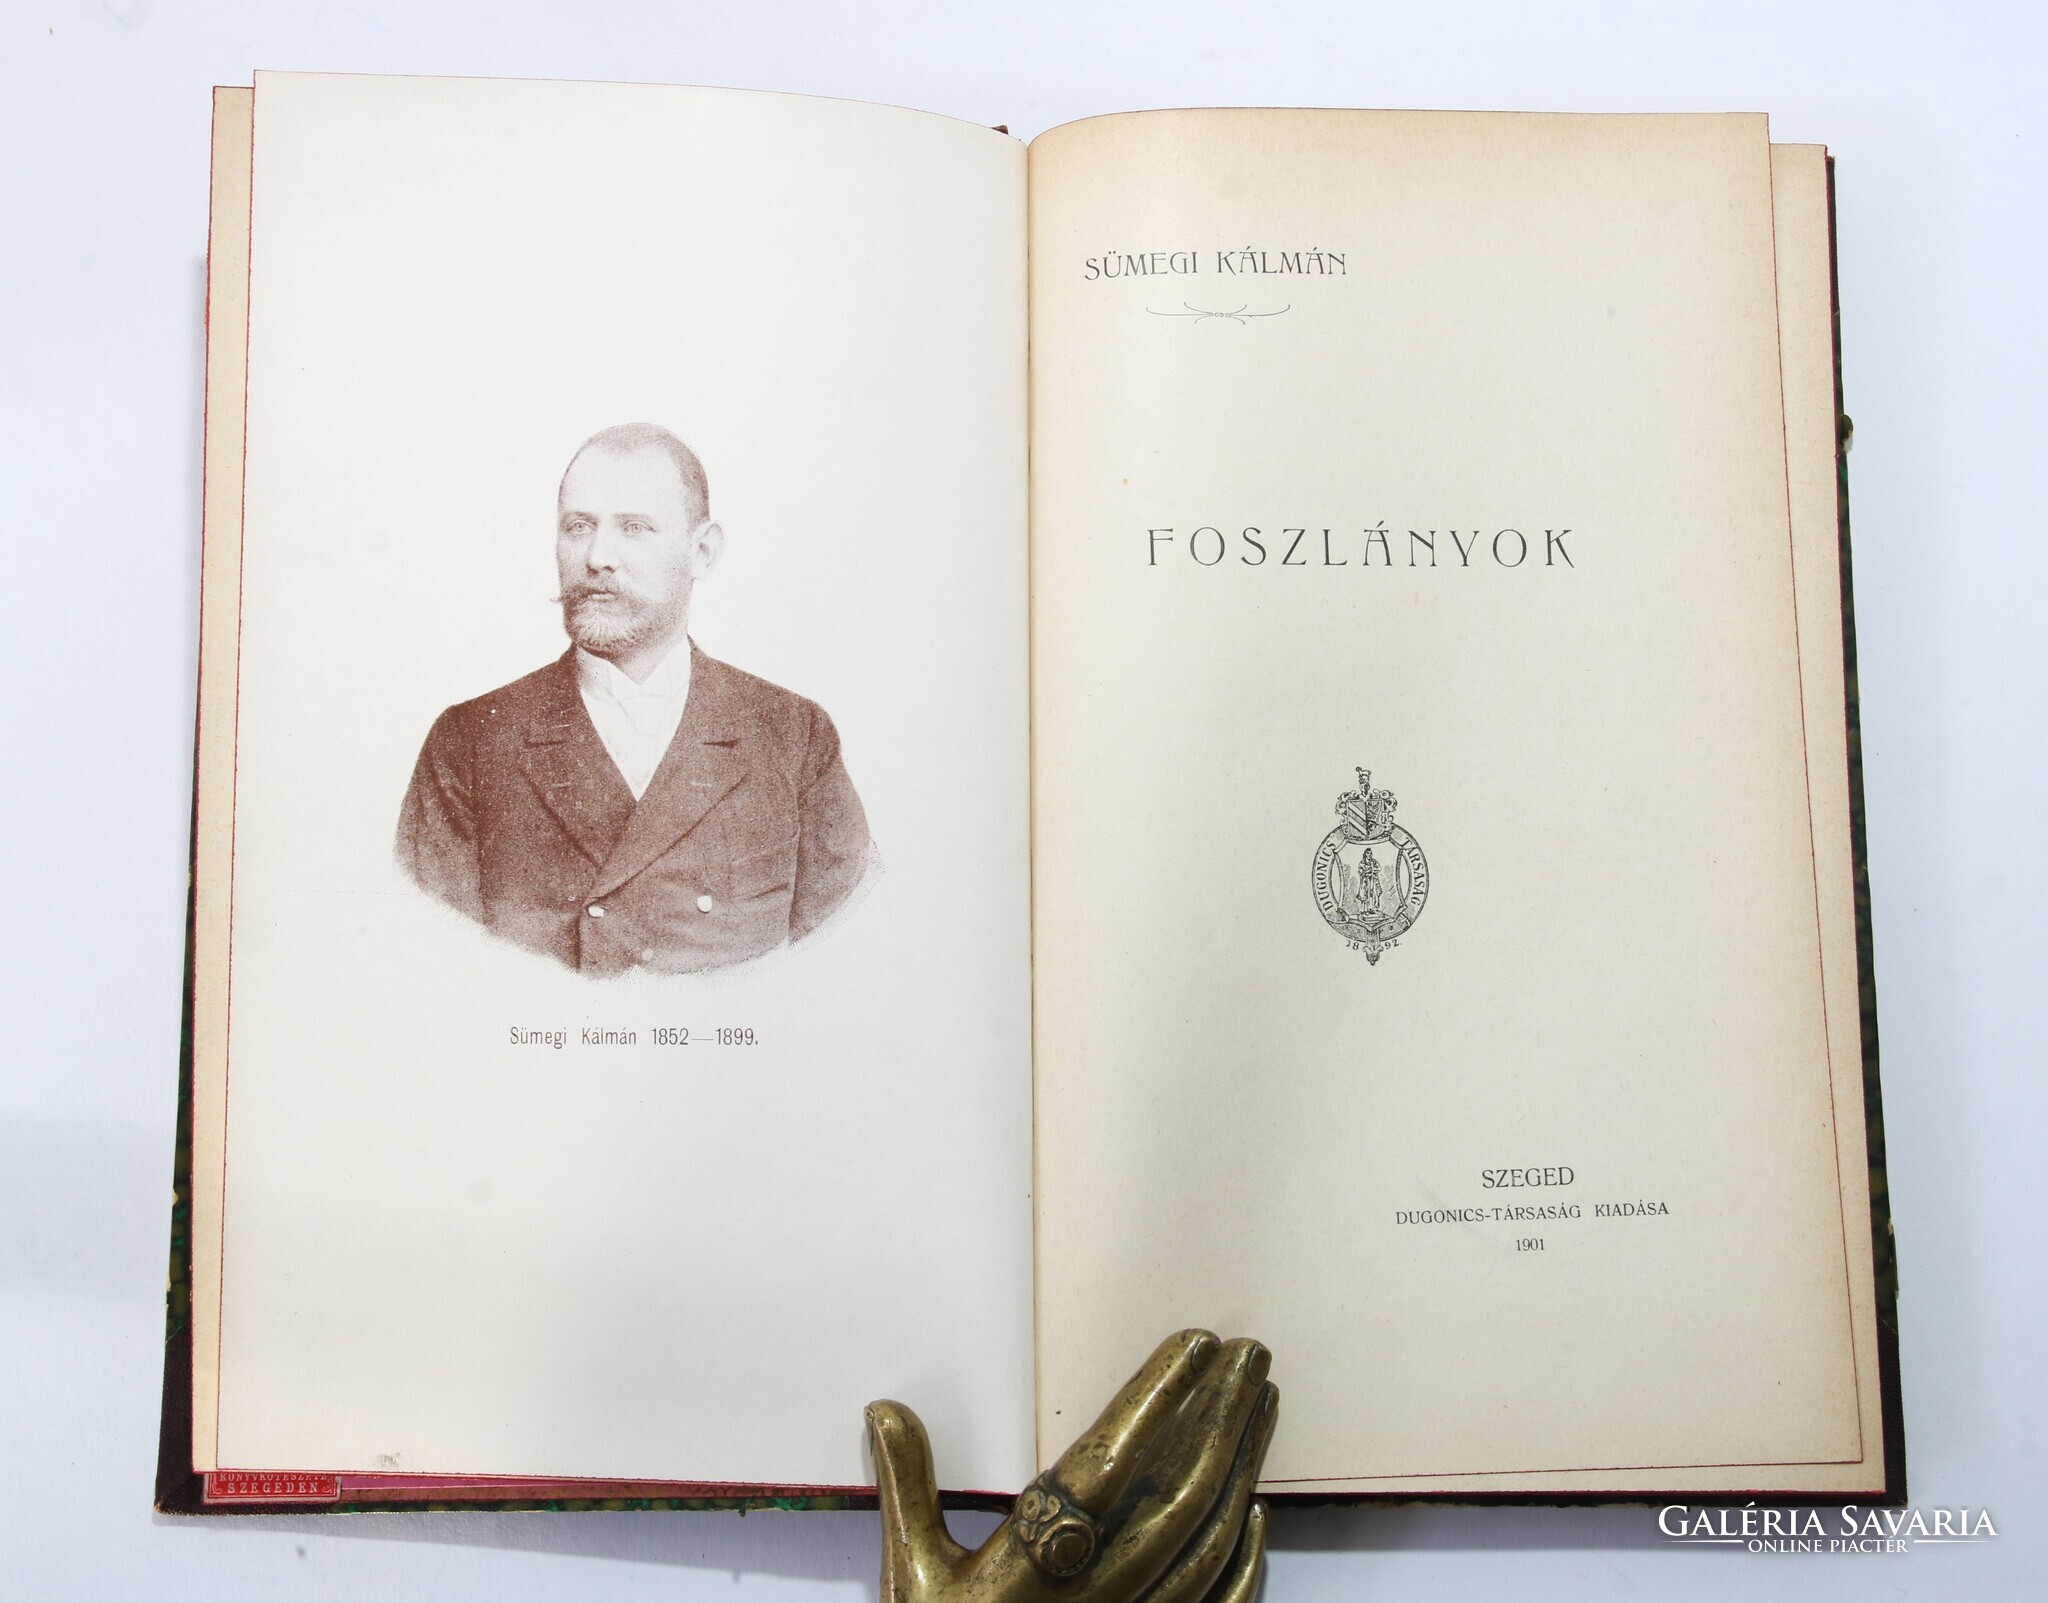 Sümegi Kálmán 1852—1899.
SÜMEGI KÁLMÁN
FOSZLÁNYOK
DUGONICS TÁRSASÁG
1892.
SZEGED
DUGONICS-TÁRSASÁG KIADÁSA
1901
KÖNYVKÖTÉSZETE
SZEGEDEN
GALÉRIA SAVARIA
ONLINE PIACTÉR